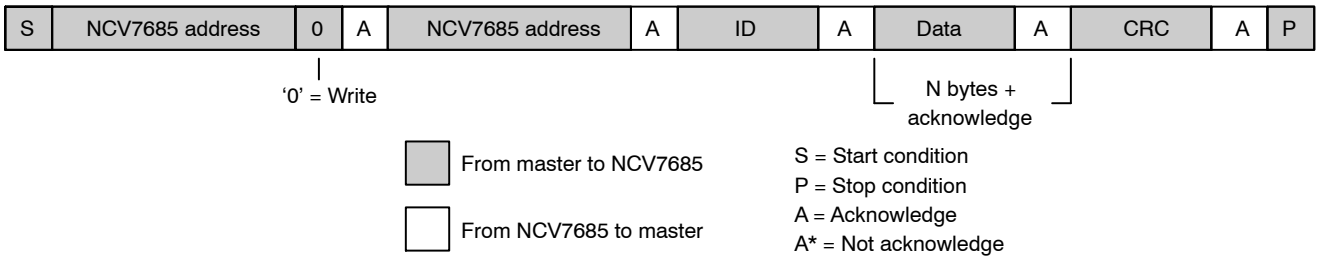 S NCV7685 address 0 A NCV7685 address A ID A Data A CRC A P
‘0’ = Write
N bytes +
acknowledge
From master to NCV7685
From NCV7685 to master
S = Start condition
P = Stop condition
A = Acknowledge
A* = Not acknowledge